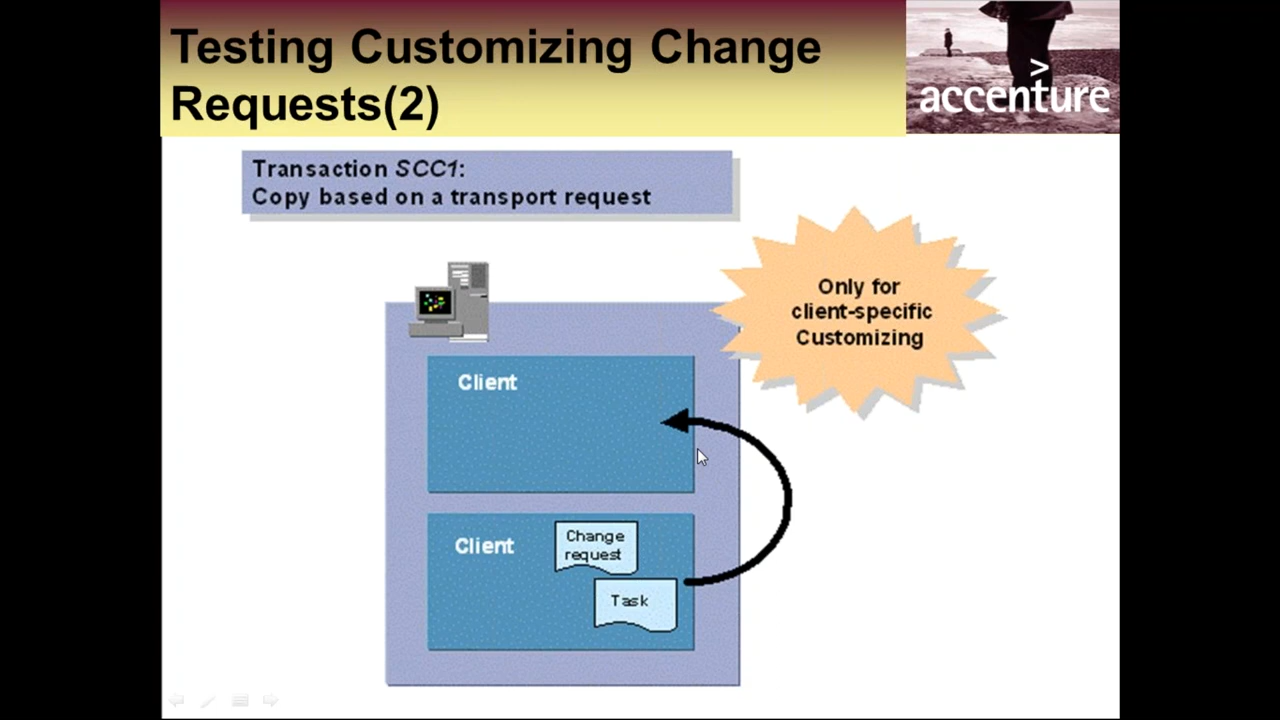 Testing Customizing Change
Requests(2)
>
accenture
Transaction SCC1:
Copy based on a transport request
Only for
client-specific
Customizing
Client
Client
Change
request
Task